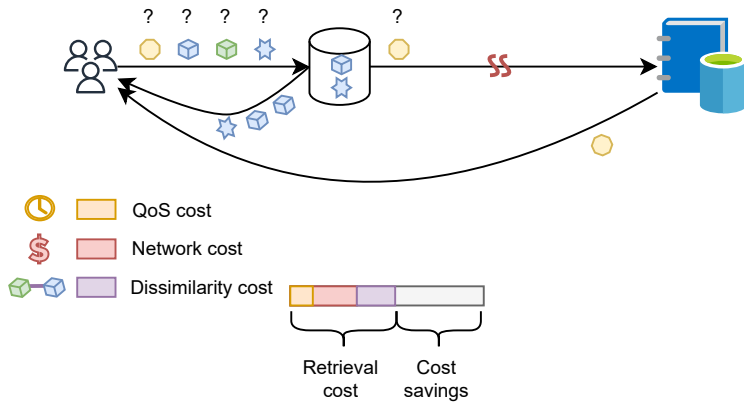 ? ? ? ? ?
QoS cost
$ Network cost
Dissimilarity cost
Retrieval Cost
cost savings